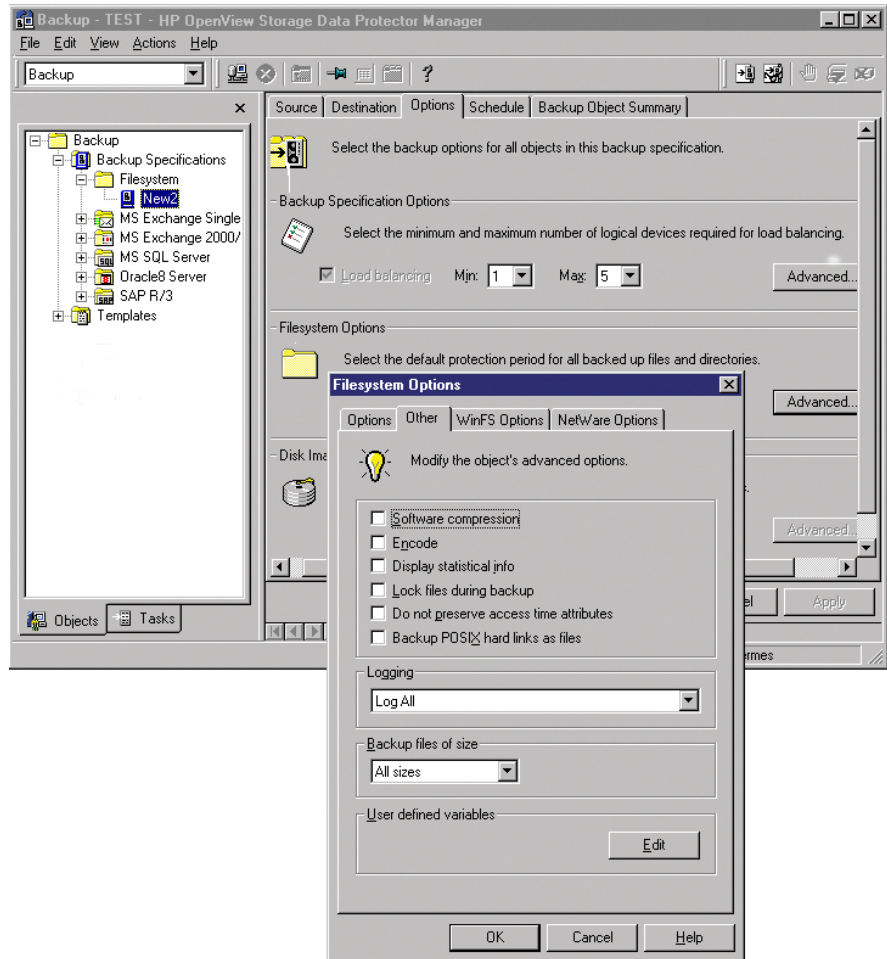 Backup - TEST - HP OpenView Storage Data Protector Manager
File Edit View Actions Help
Backup
Source Destination Options Schedule Backup Object Summary
Backup
Backup Specifications
Filesystem
New2
MS Exchange Single
MS Exchange 2000/
MS SQL Server
Oracle8 Server
SAP R/3
Templates
Objects Tasks
Select the backup options for all objects in this backup specification.
Backup Specification Options
Select the minimum and maximum number of logical devices required for load balancing.
Load balancing Min: 1 Max: 5 Advanced...
Filesystem Options
Select the default protection period for all backed up files and directories.
Advanced...
Disk Ima
s.
Advanced...
el Apply
ermes
Filesystem Options
Options Other WinFS Options NetWare Options
Modify the object's advanced options.
Software compression
Encode
Display statistical info
Lock files during backup
Do not preserve access time attributes
Backup POSIX hard links as files
Logging
Log All
Backup files of size
All sizes
User defined variables
Edit
OK Cancel Help